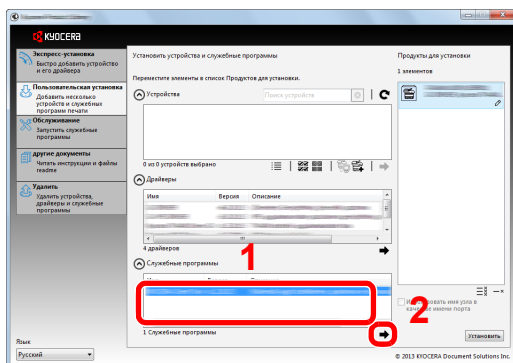 KYOCERA
Экспресс-установка
Быстро добавить устройство
и его драйвера
Пользовательская установка
Добавить несколько
устройств и служебных
программ печати
Обслуживание
Запустить служебные
программы
Другие документы
Читать инструкции и файлы
readme
Удалить
Удалить устройства,
драйверы и служебные
программы
Язык
Русский
Установить устройства и служебные программы
Переместите элементы в список Продуктов для установки.
Устройства
Поиск устройств
0 из 0 устройств выбрано
Драйверы
Имя Версия Описание
4 драйверов
1
Служебные программы
1 Служебные программы
2
Продукты для установки
1 элементов
имя узла в
качестве имени порта
Установить
© 2013 KYOCERA Document Solutions Inc.